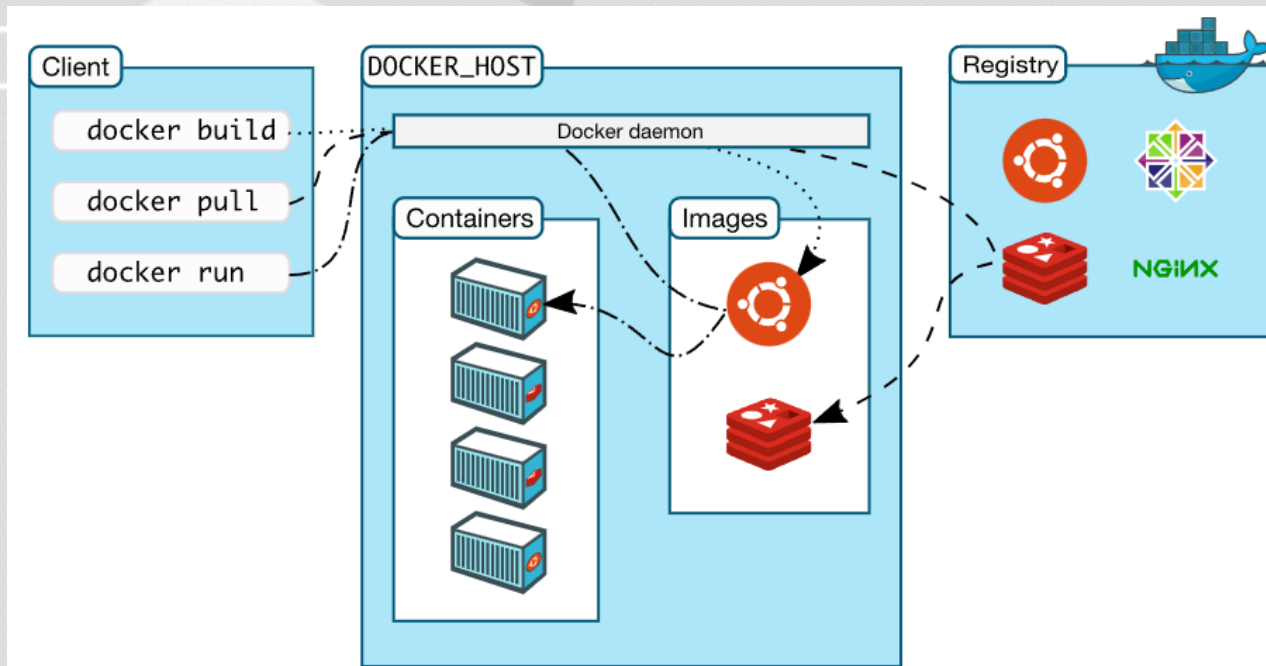 Client
docker build
docker pull
docker run
DOCKER_HOST
Docker daemon
Containers
Images
Registry
NGiNX